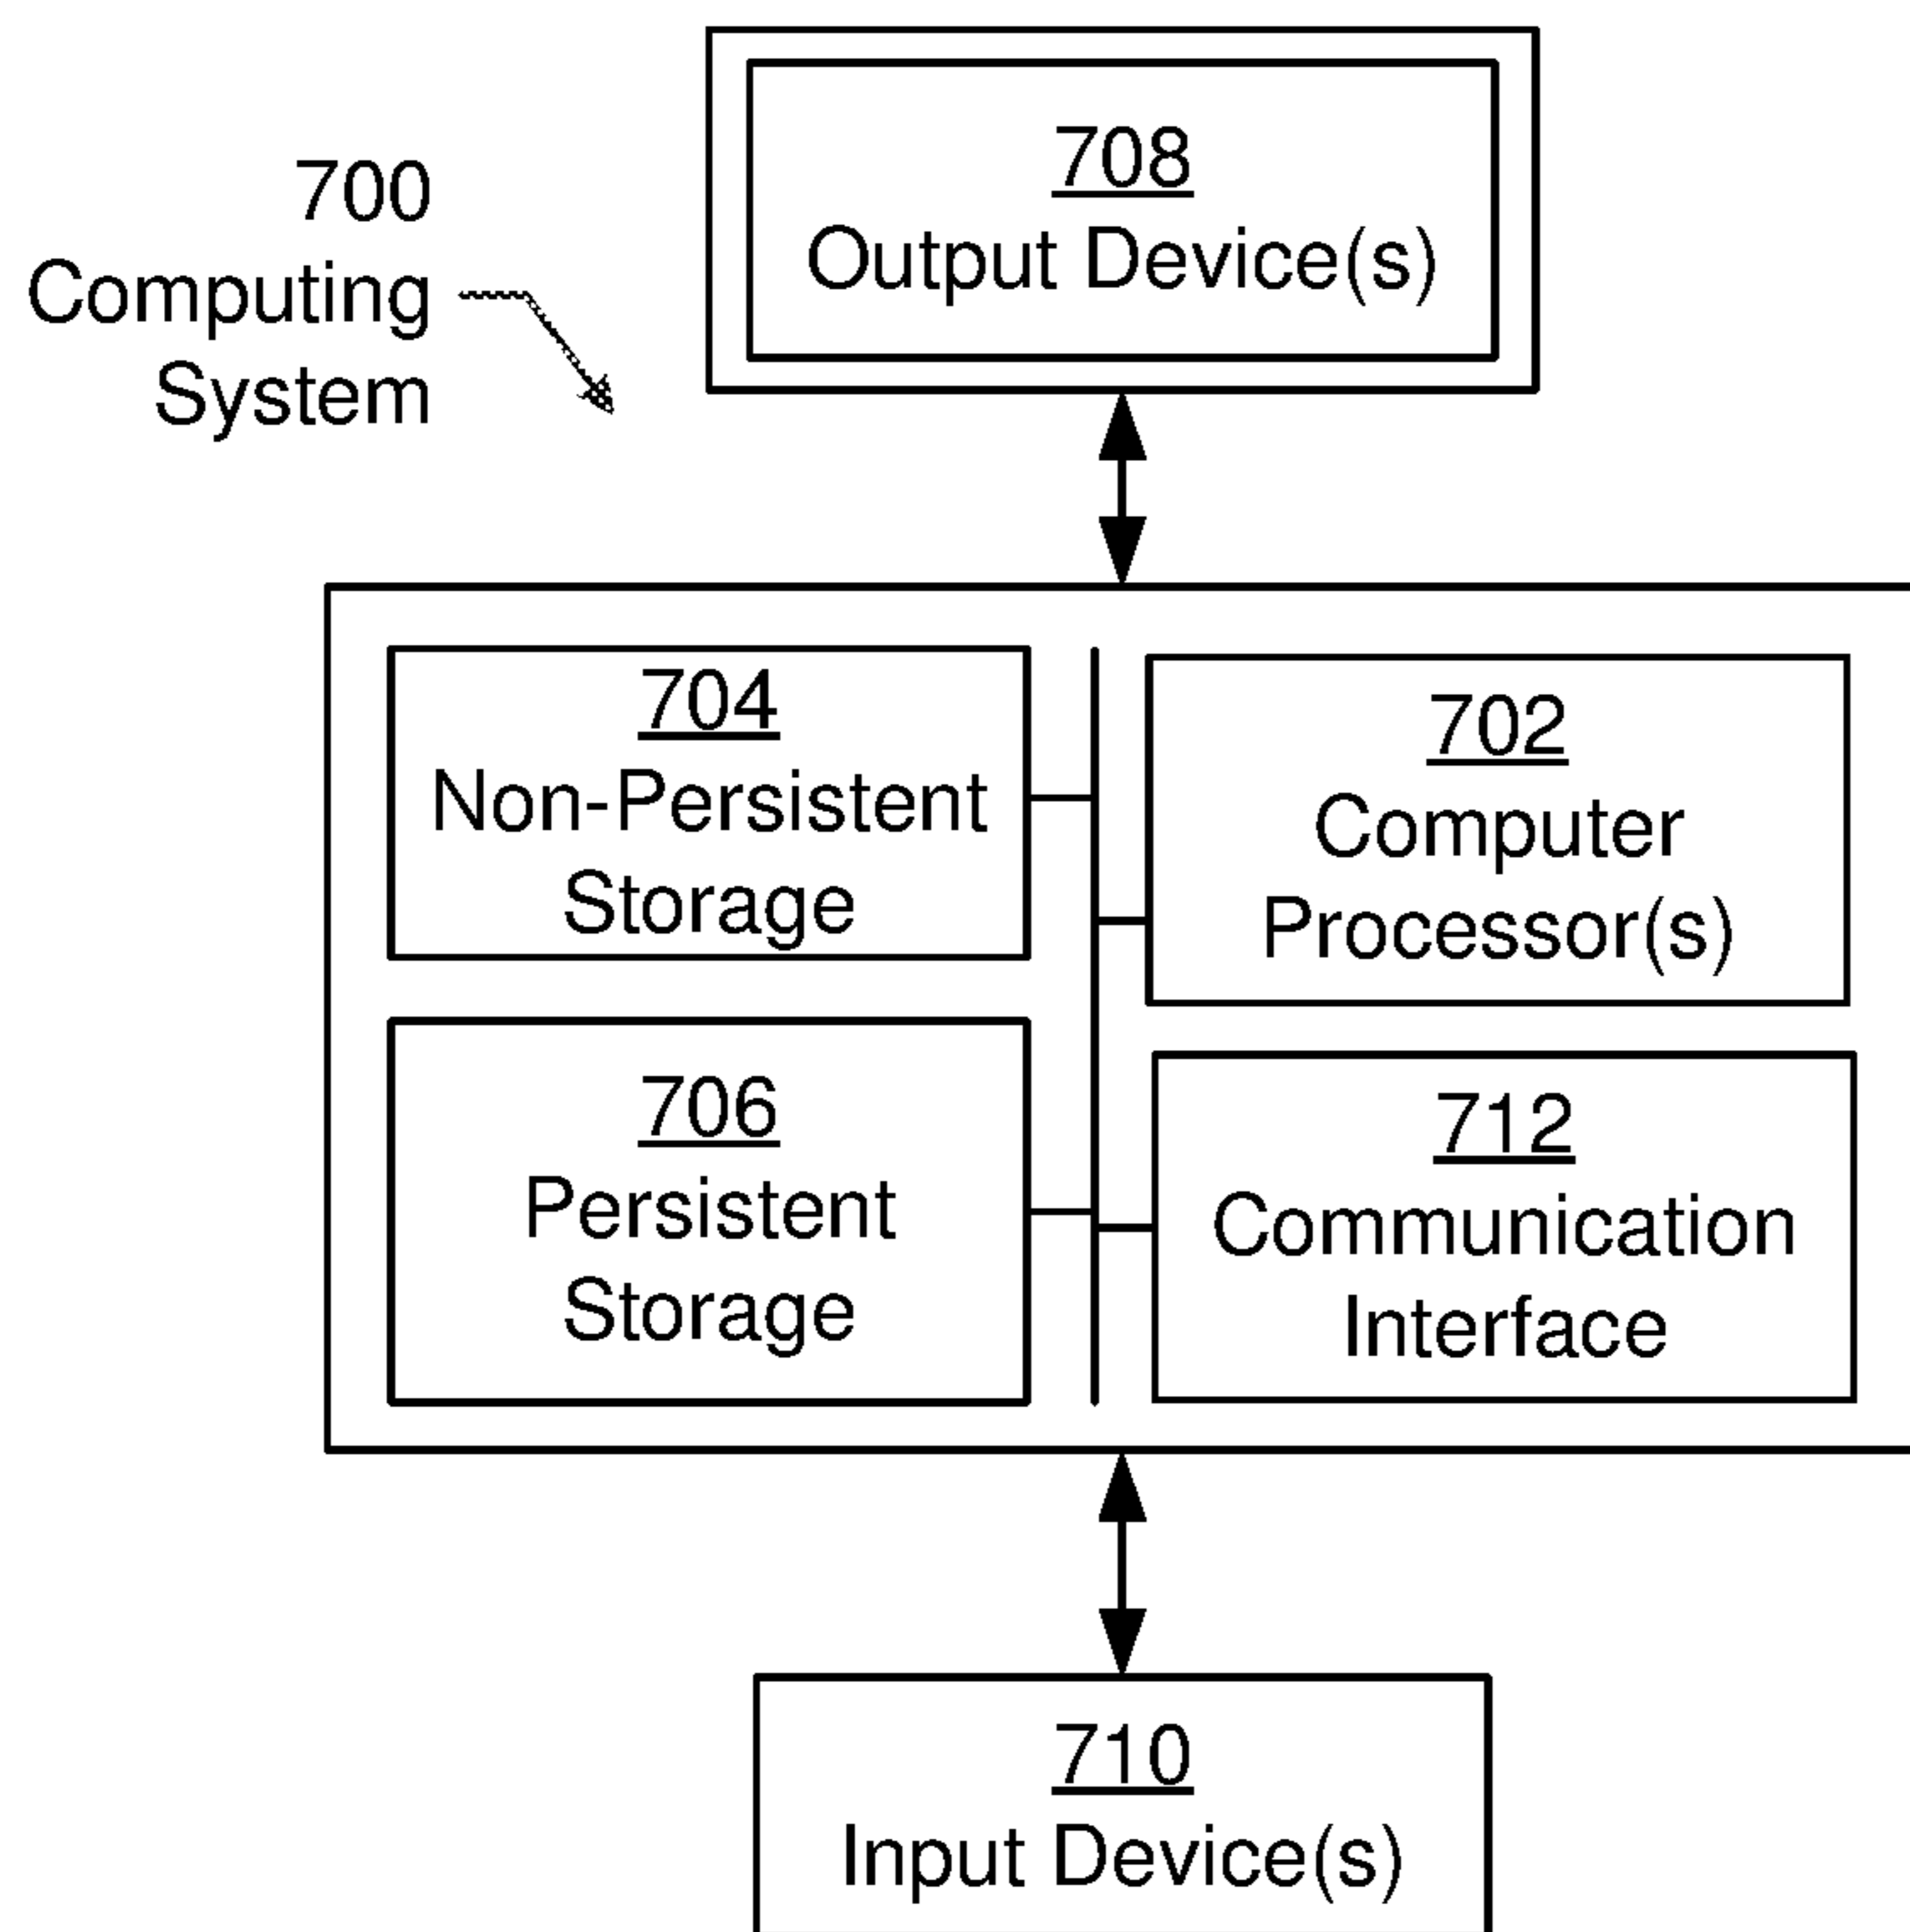 708
Output Device(s)
700
Computing
System
704
Non-Persistent
Storage
702
Computer
Processor(s)
706
Persistent
Storage
712
Communication
Interface
710
Input Device(s)